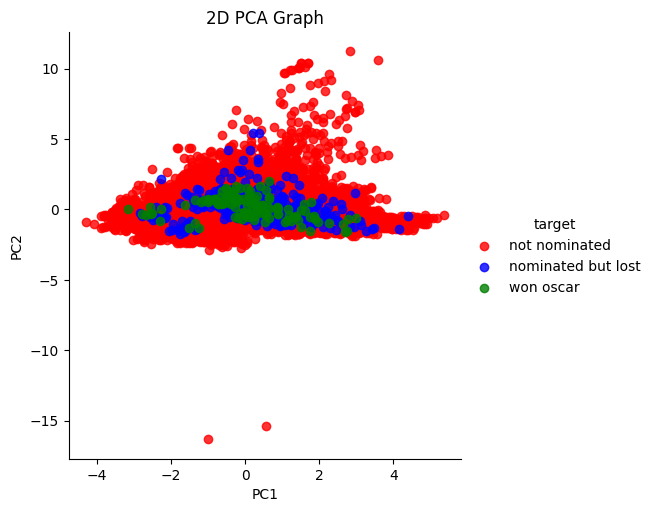 2D PCA Graph
10
5
0
−5
−10
−15
PC2
−4
−2
0
2
4
PC1
target
not nominated
nominated but lost
won oscar